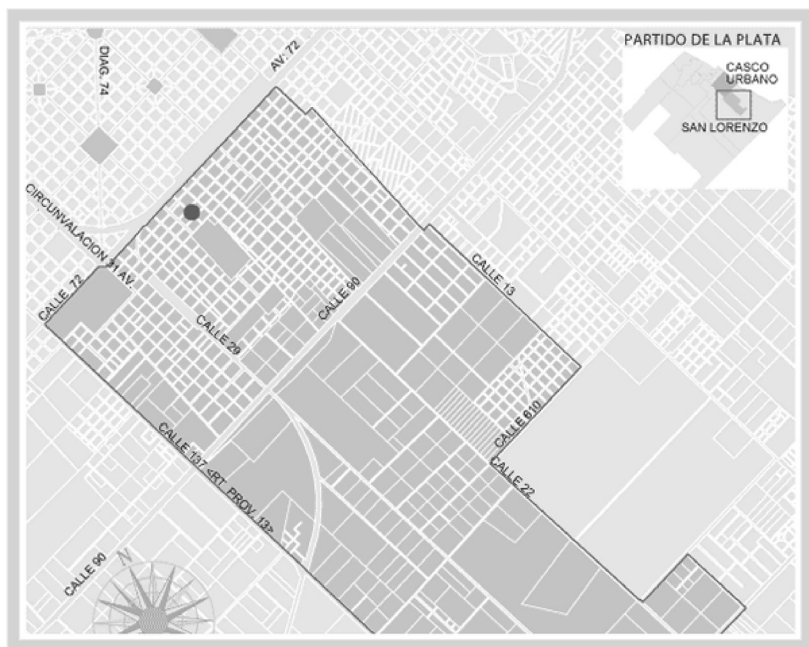 PARTIDO DE LA PLATA
CASCO
URBANO
SAN LORENZO
DIAG. 74
AV. 72
CIRCUNVALACION 31 AV.
CALLE 72
CALLE 13
CALLE 90
CALLE 29
CALLE 610
CALLE 22
CALLE 137 <RT. PROV. 13>
CALLE 90
N